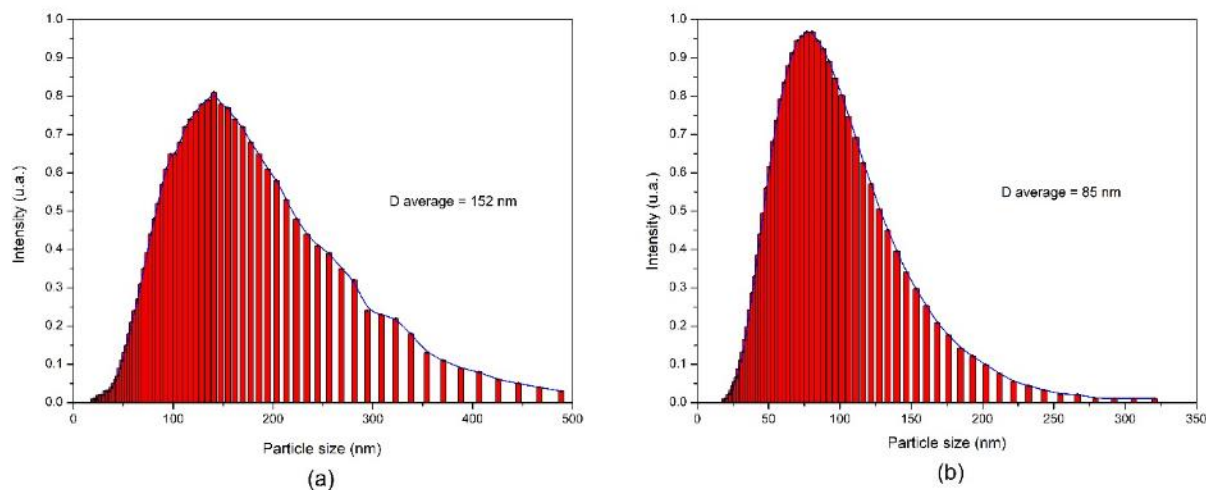 1.0
0.9
0.8
0.7
0.6
0.5
0.4
0.3
0.2
0.1
0.0
Intensity (u.a.)
D average = 152 nm
0 100 200 300 400 500
Particle size (nm)
(a)
1.0
0.9
0.8
0.7
0.6
0.5
0.4
0.3
0.2
0.1
0.0
Intensity (u.a.)
D average = 85 nm
0 50 100 150 200 250 300 350
Particle size (nm)
(b)